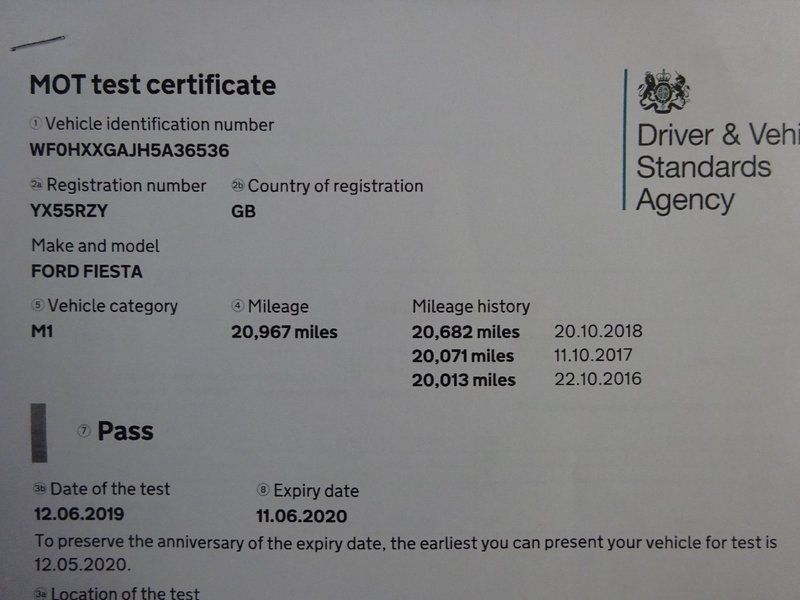 MOT test certificate
① Vehicle identification number
WF0HXXGAJH5A36536
2a Registration number 2b Country of registration
YX55RZY GB
Make and model
FORD FIESTA
⑤ Vehicle category ④ Mileage Mileage history
M1 20,967 miles 20,682 miles 20.10.2018
20,071 miles 11.10.2017
20,013 miles 22.10.2016
⑦ Pass
3b Date of the test ⑧ Expiry date
12.06.2019 11.06.2020
To preserve the anniversary of the expiry date, the earliest you can present your vehicle for test is
12.05.2020.
3a Location of the test
Driver & Vehi
Standards
Agency